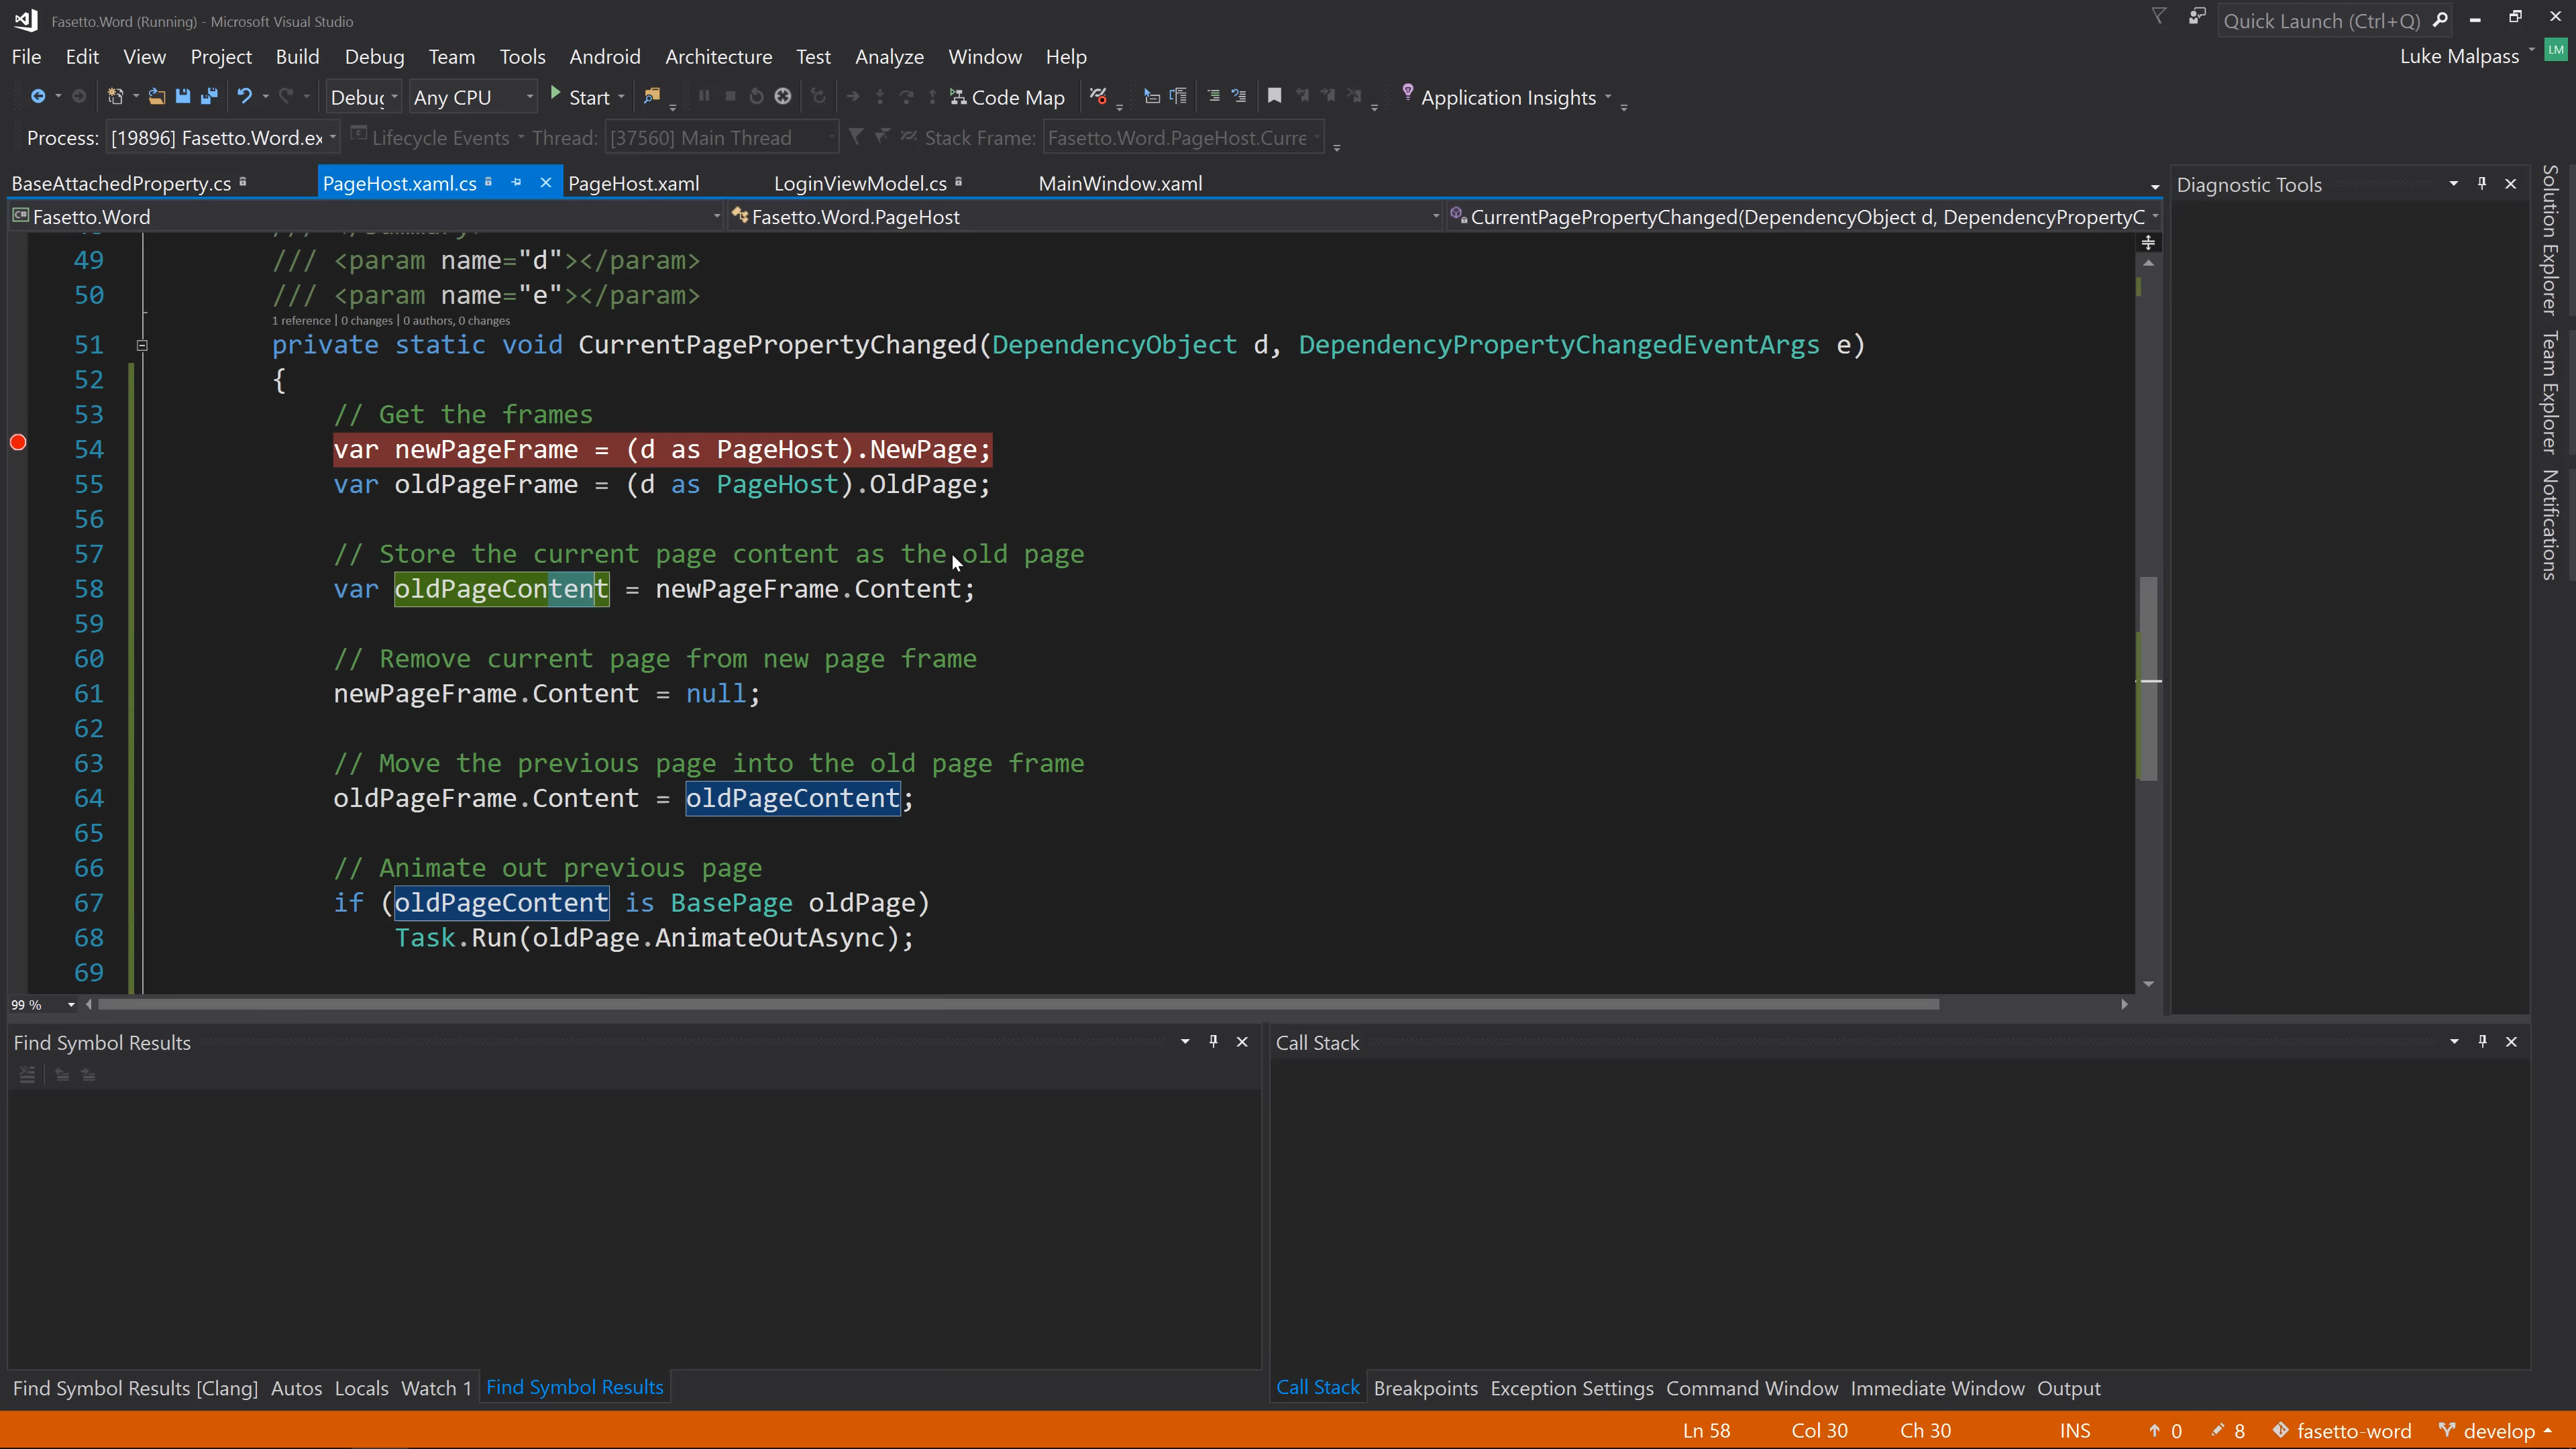 Fasetto.Word (Running) - Microsoft Visual Studio
Quick Launch (Ctrl+Q)
File Edit View Project Build Debug Team Tools Android Architecture Test Analyze Window Help
Luke Malpass LM
Debug Any CPU Start Code Map Application Insights
Process: [19896] Fasetto.Word.ex Lifecycle Events Thread: [37560] Main Thread Stack Frame: Fasetto.Word.PageHost.Curre
BaseAttachedProperty.cs PageHost.xaml.cs PageHost.xaml LoginViewModel.cs MainWindow.xaml
Diagnostic Tools
Fasetto.Word Fasetto.Word.PageHost CurrentPagePropertyChanged(DependencyObject d, DependencyPropertyC
49 /// <param name="d"></param>
50 /// <param name="e"></param>
1 reference | 0 changes | 0 authors, 0 changes
51 private static void CurrentPagePropertyChanged(DependencyObject d, DependencyPropertyChangedEventArgs e)
52 {
53 // Get the frames
54 var newPageFrame = (d as PageHost).NewPage;
55 var oldPageFrame = (d as PageHost).OldPage;
56
57 // Store the current page content as the old page
58 var oldPageContent = newPageFrame.Content;
59
60 // Remove current page from new page frame
61 newPageFrame.Content = null;
62
63 // Move the previous page into the old page frame
64 oldPageFrame.Content = oldPageContent;
65
66 // Animate out previous page
67 if (oldPageContent is BasePage oldPage)
68 Task.Run(oldPage.AnimateOutAsync);
69
99 %
Solution Explorer
Team Explorer
Notifications
Find Symbol Results
Call Stack
Find Symbol Results [Clang] Autos Locals Watch 1 Find Symbol Results
Call Stack Breakpoints Exception Settings Command Window Immediate Window Output
Ln 58 Col 30 Ch 30 INS 0 8 fasetto-word develop